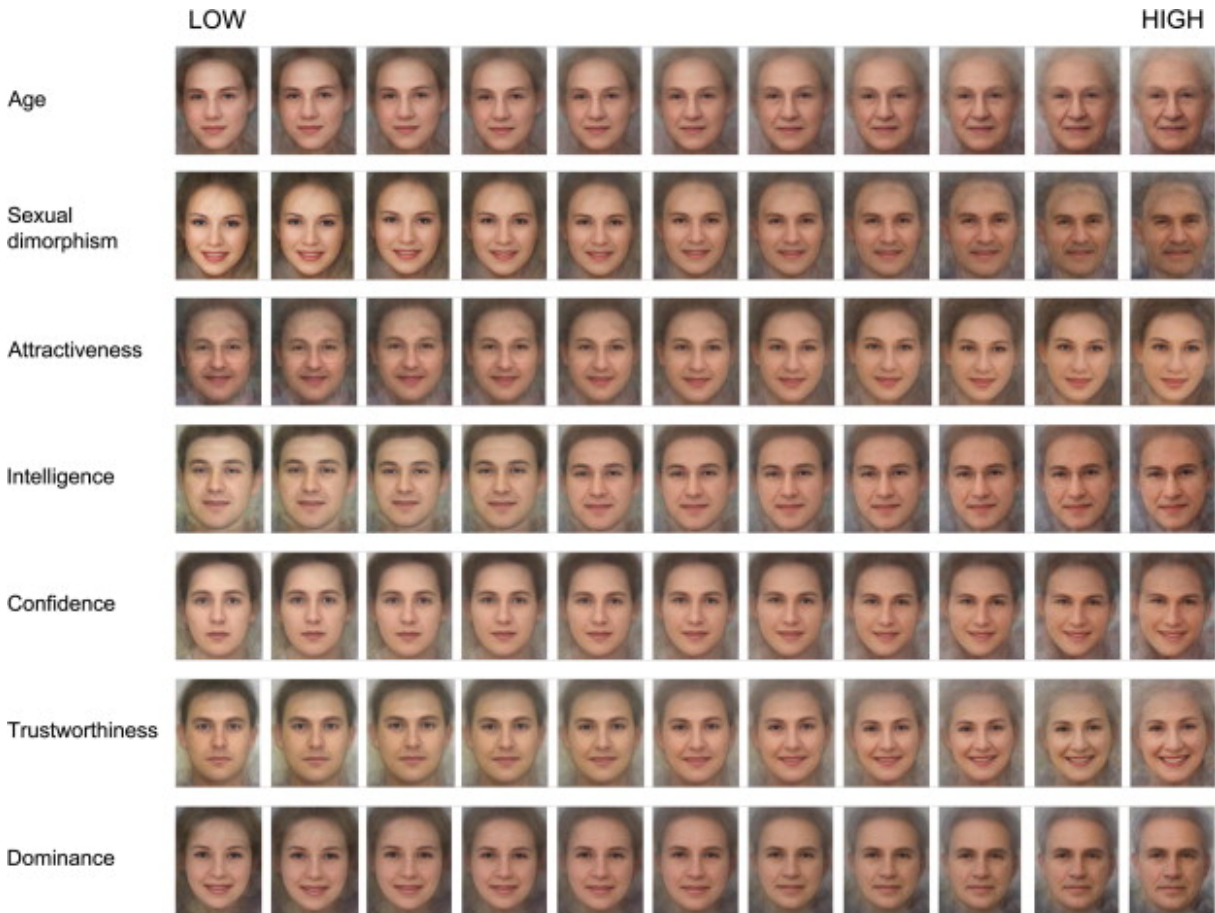 LOW HIGH
Age
Sexual
dimorphism
Attractiveness
Intelligence
Confidence
Trustworthiness
Dominance